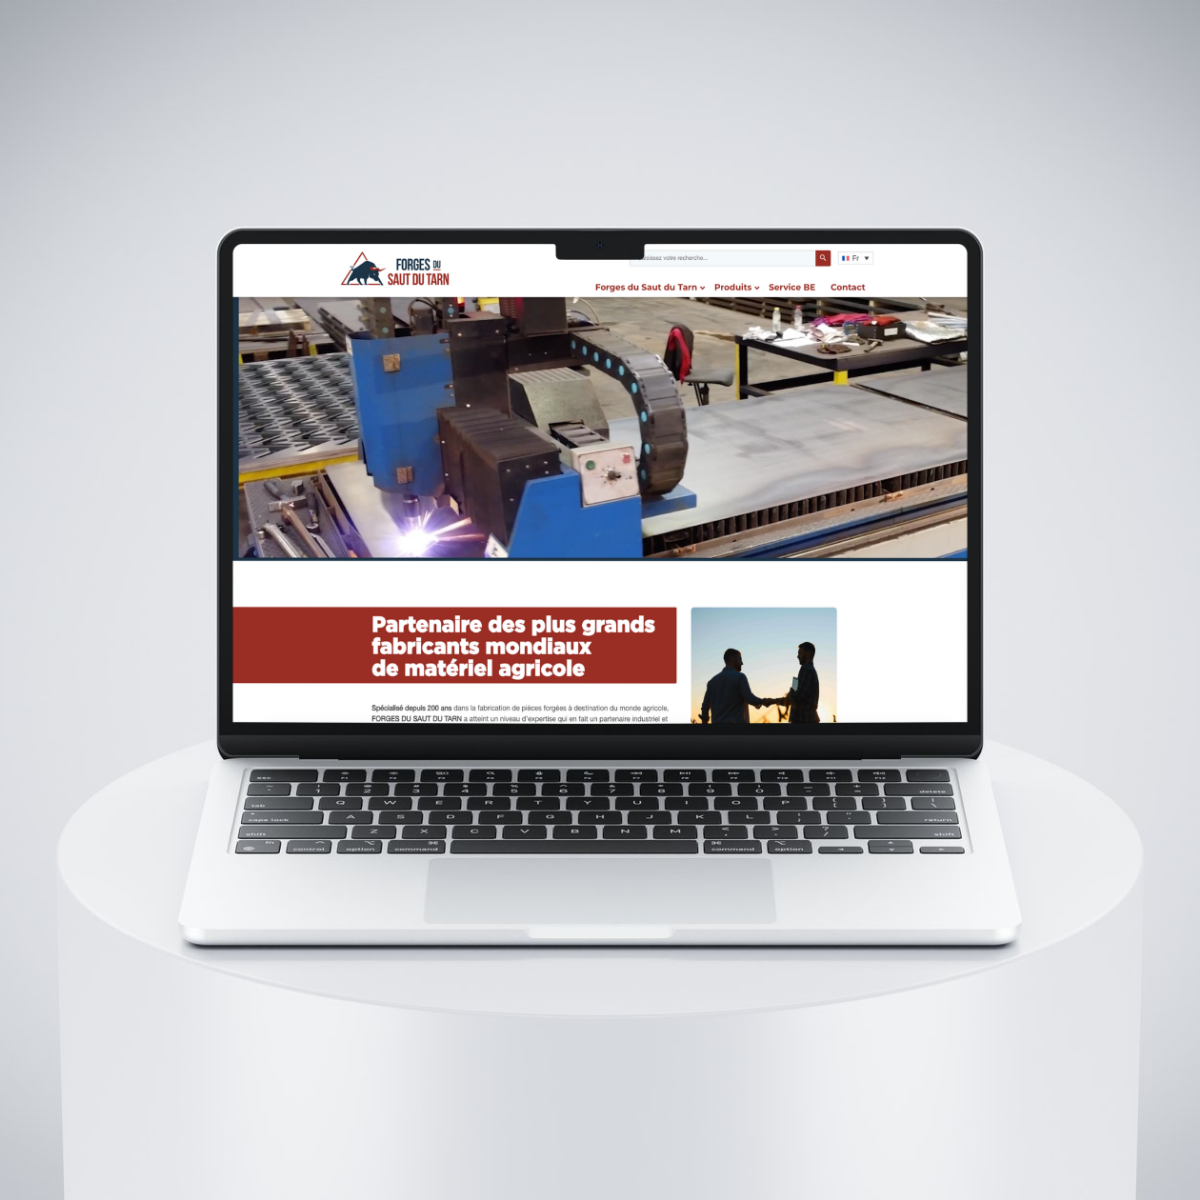 FORGES DU
SAUT DU TARN
votre recherche...
Fr
Forges du Saut du Tarn Produits Service BE Contact
Partenaire des plus grands
fabricants mondiaux
de matériel agricole
Spécialisé depuis 200 ans dans la fabrication de pièces forgées à destination du monde agricole,
FORGES DU SAUT DU TARN a atteint un niveau d'expertise qui en fait un partenaire industriel et
esc
delete
tab Q W E R T Y U I O P
caps lock A S D F G H J K L return
shift Z X C V B N M shift
fn control option command command option